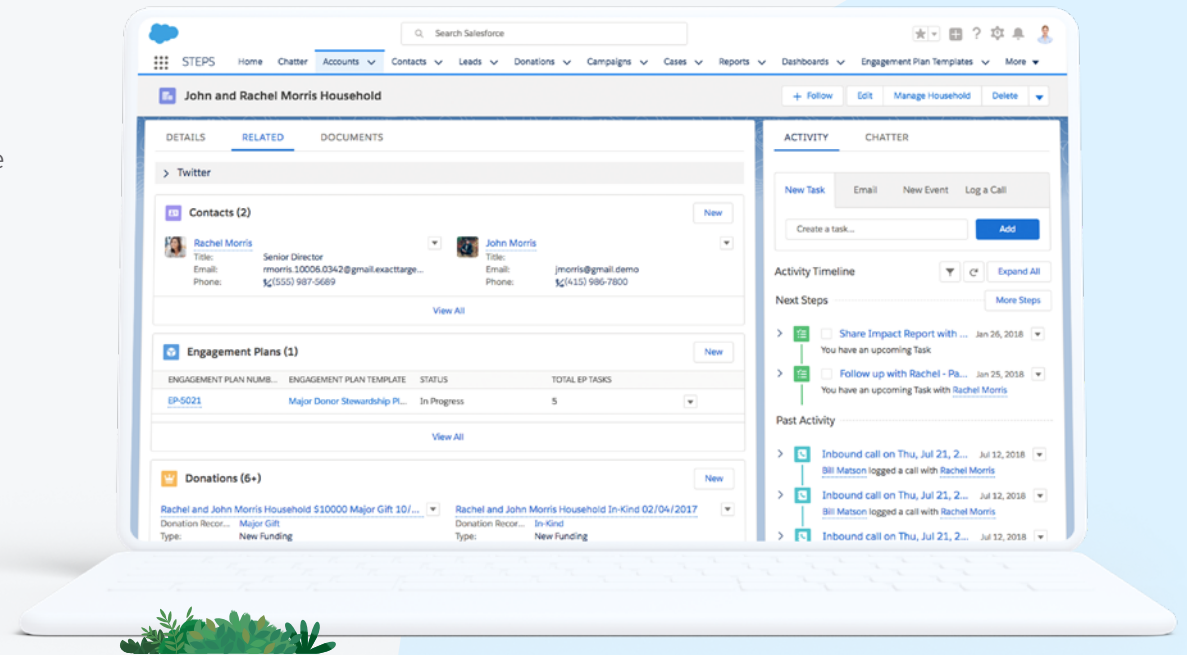 e
Search Salesforce
STEPS Home Chatter Accounts Contacts Leads Donations Campaigns Cases Reports Dashboards Engagement Plan Templates More
John and Rachel Morris Household
+ Follow Edit Manage Household Delete
DETAILS RELATED DOCUMENTS
Twitter
Contacts (2) New
Rachel Morris
Title: Senior Director
Email: rmorris.10006.0342@gmail.exacttarge...
Phone: (555) 987-5689
John Morris
Title:
Email: jmorris@gmail.demo
Phone: (415) 986-7800
View All
Engagement Plans (1) New
ENGAGEMENT PLAN NUMB... ENGAGEMENT PLAN TEMPLATE STATUS TOTAL EP TASKS
EP-5021 Major Donor Stewardship Pl... In Progress 5
View All
Donations (6+) New
Rachel and John Morris Household $10000 Major Gift 10/...
Donation Recor... Major Gift
Type: New Funding
Rachel and John Morris Household In-Kind 02/04/2017
Donation Recor... In-Kind
Type: New Funding
ACTIVITY CHATTER
New Task Email New Event Log a Call
Create a task... Add
Activity Timeline Expand All
Next Steps More Steps
Share Impact Report with ... Jan 26, 2018
You have an upcoming Task
Follow up with Rachel - Pa... Jan 25, 2018
You have an upcoming Task with Rachel Morris
Past Activity
Inbound call on Thu, Jul 21, 2... Jul 12, 2018
Bill Matson logged a call with Rachel Morris
Inbound call on Thu, Jul 21, 2... Jul 12, 2018
Bill Matson logged a call with Rachel Morris
Inbound call on Thu, Jul 21, 2... Jul 12, 2018